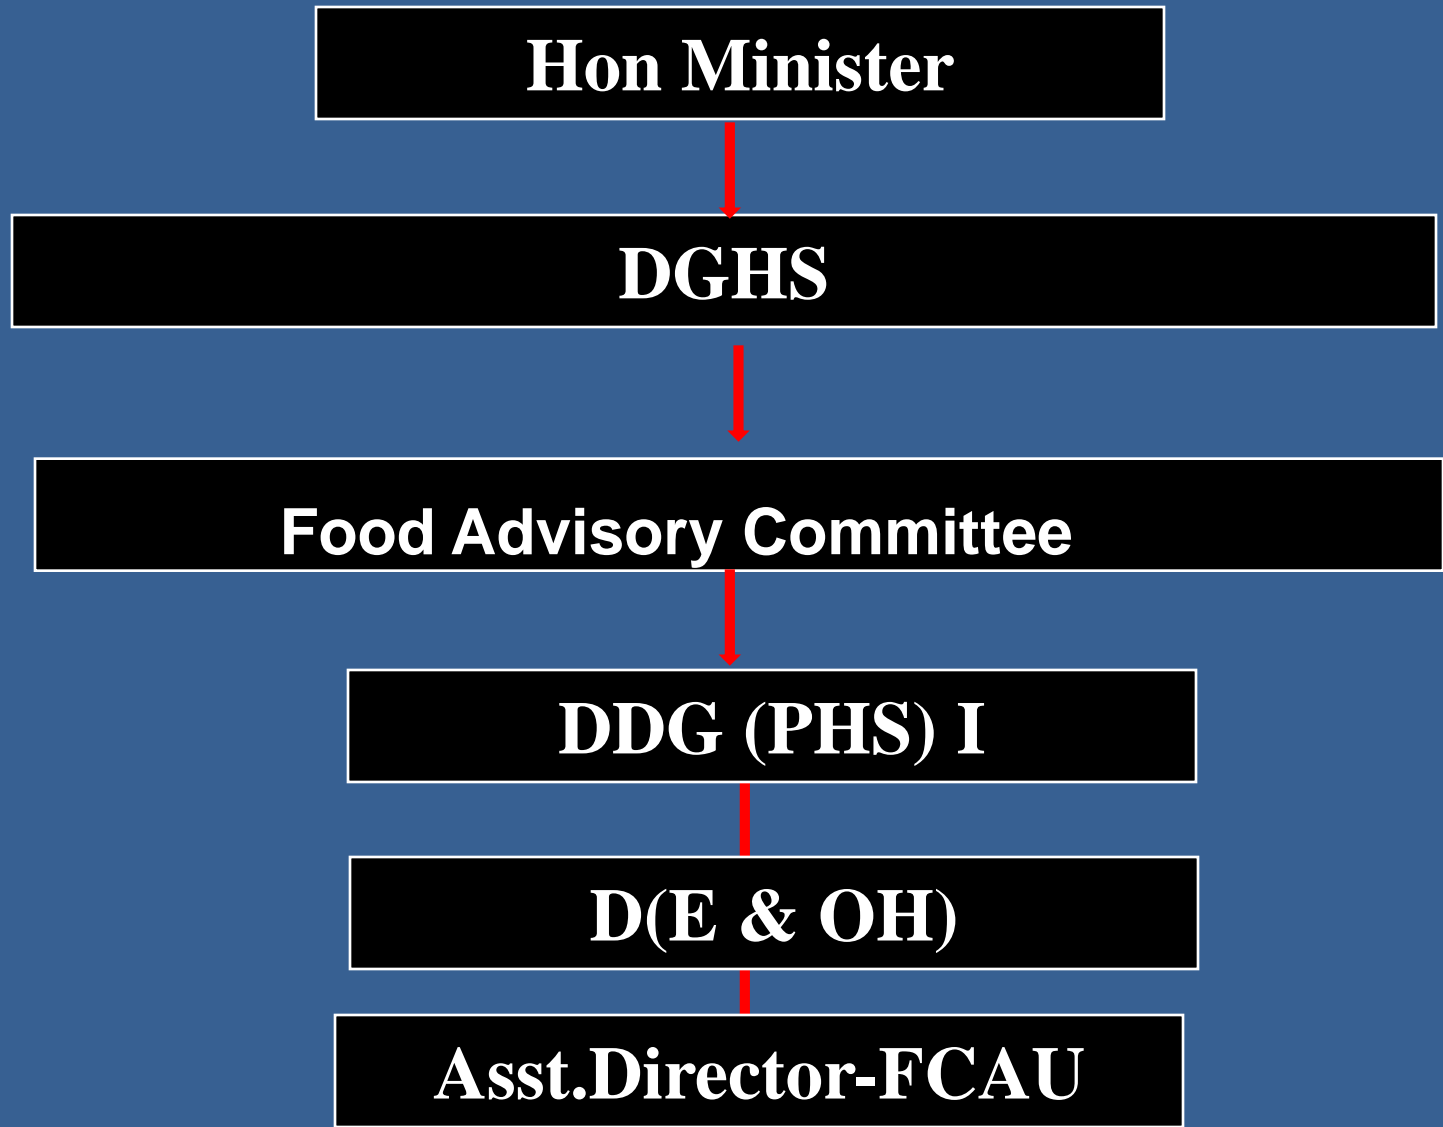 Hon Minister
DGHS
Food Advisory Committee
DDG (PHS) I
D(E & OH)
Asst.Director-FCAU